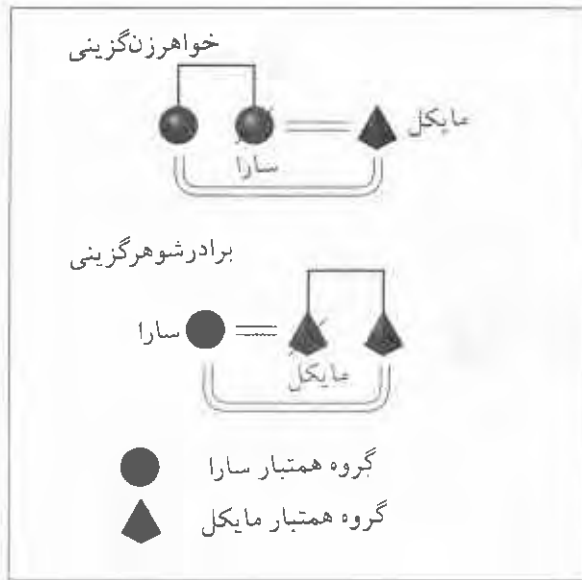 خواهرزن‌گزینی
مایکل
سارا
برادرشوهرگزینی
سارا
مایکل
گروه همتبار سارا
گروه همتبار مایکل